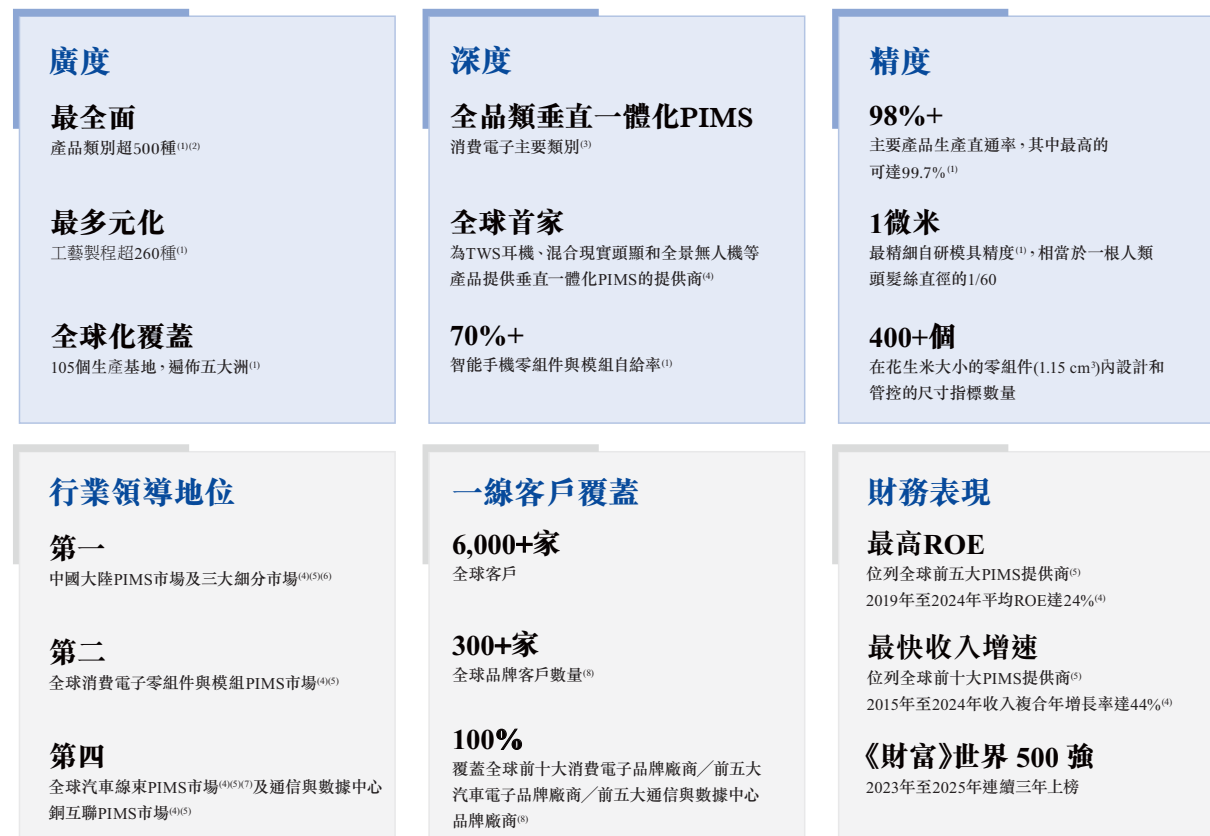 廣度
最全面
產品類別超500種(1)(2)
最多元化
工藝製程超260種(1)
全球化覆蓋
105個生產基地，遍佈五大洲(1)
深度
全品類垂直一體化PIMS
消費電子主要類別(3)
全球首家
為TWS耳機、混合現實頭顯和全景無人機等
產品提供垂直一體化PIMS的提供商(4)
70%+
智能手機零組件與模組自給率(1)
精度
98%+
主要產品生產直通率，其中最高的
可達99.7%(1)
1微米
最精細自研模具精度(1)，相當於一根人類
頭髮絲直徑的1/60
400+個
在花生米大小的零組件(1.15 cm³)內設計和
管控的尺寸指標數量
行業領導地位
第一
中國大陸PIMS市場及三大細分市場(4)(5)(6)
第二
全球消費電子零組件與模組PIMS市場(4)(5)
第四
全球汽車線束PIMS市場(4)(5)(7)及通信與數據中心
銅互聯PIMS市場(4)(5)
一線客戶覆蓋
6,000+家
全球客戶
300+家
全球品牌客戶數量(8)
100%
覆蓋全球前十大消費電子品牌廠商╱前五大
汽車電子品牌廠商╱前五大通信與數據中心
品牌廠商(8)
財務表現
最高ROE
位列全球前五大PIMS提供商(5)
2019年至2024年平均ROE達24%(4)
最快收入增速
位列全球前十大PIMS提供商(5)
2015年至2024年收入複合年增長率達44%(4)
《財富》世界 500 強
2023年至2025年連續三年上榜